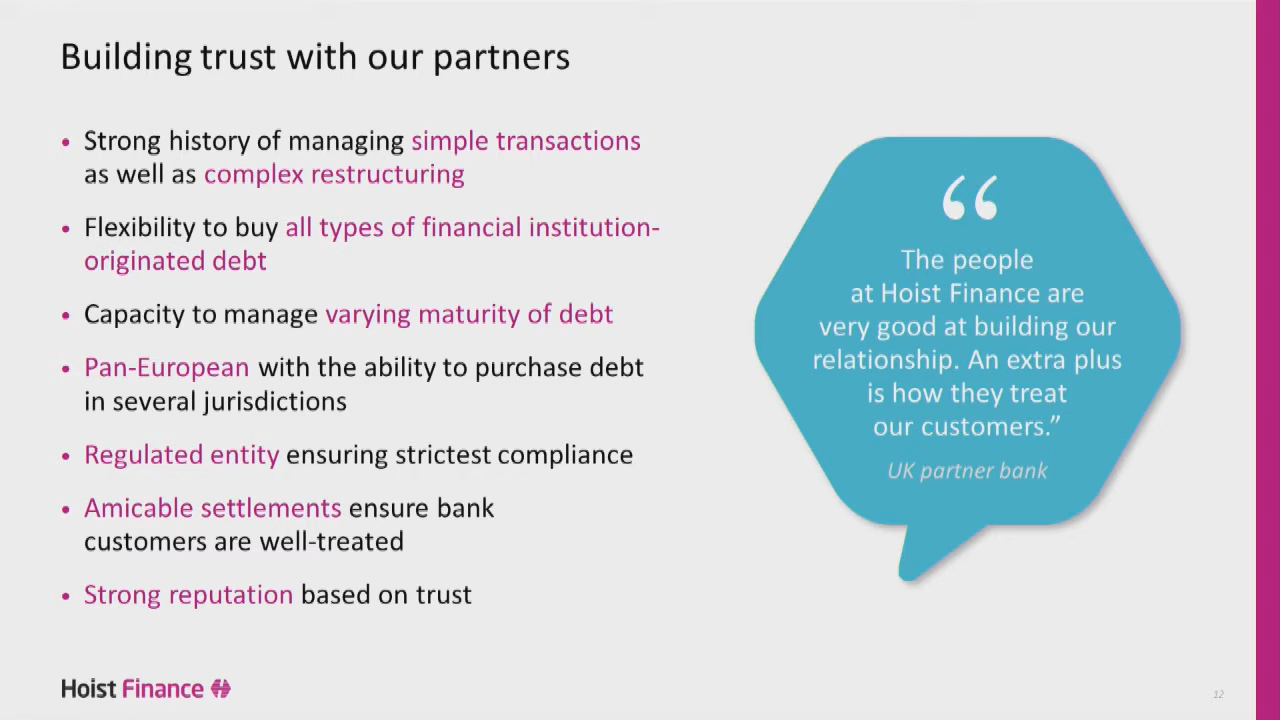 Building trust with our partners
• Strong history of managing simple transactions
as well as complex restructuring
• Flexibility to buy all types of financial institution-
originated debt
• Capacity to manage varying maturity of debt
• Pan-European with the ability to purchase debt
in several jurisdictions
• Regulated entity ensuring strictest compliance
• Amicable settlements ensure bank
customers are well-treated
• Strong reputation based on trust
“
The people
at Hoist Finance are
very good at building our
relationship. An extra plus
is how they treat
our customers.”
UK partner bank
Hoist Finance
12